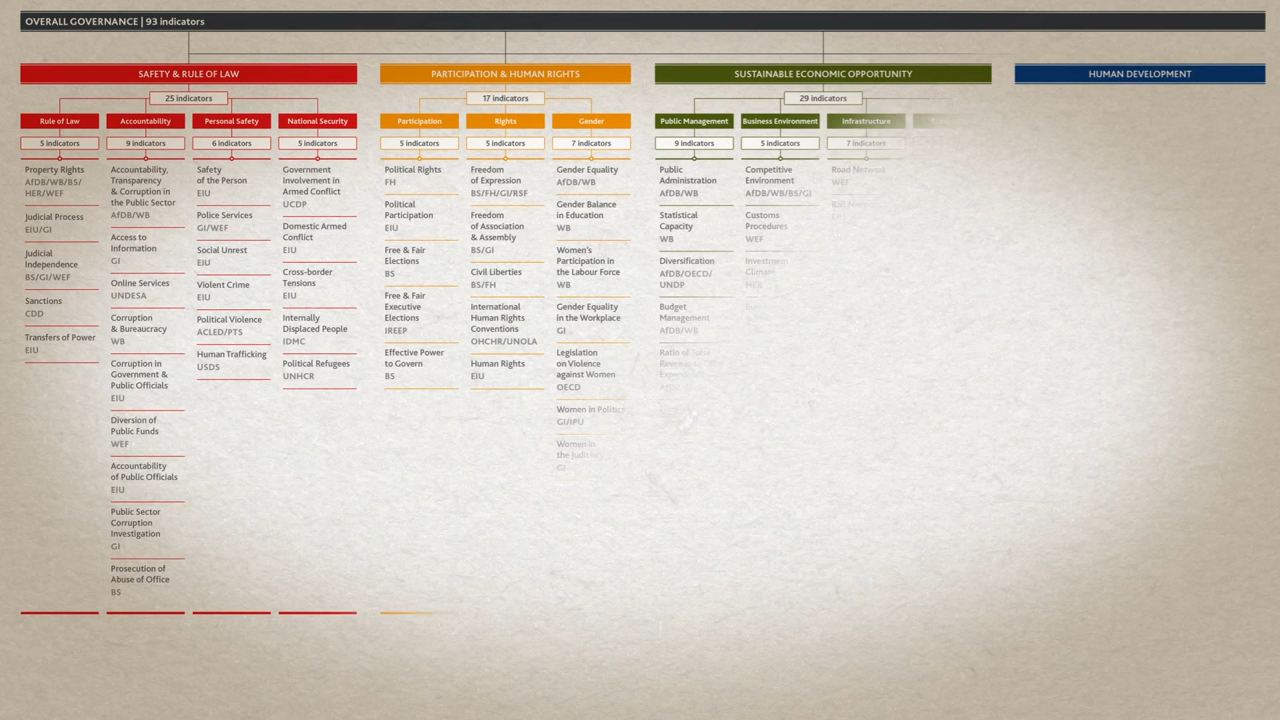 OVERALL GOVERNANCE | 93 indicators
SAFETY & RULE OF LAW
25 indicators
Rule of Law
5 indicators
Property Rights
AfDB/WB/BS/
HER/WEF
Judicial Process
EIU/GI
Judicial
Independence
BS/GI/WEF
Sanctions
CDD
Transfers of Power
EIU
Accountability
9 indicators
Accountability,
Transparency
& Corruption in
the Public Sector
AfDB/WB
Access to
Information
GI
Online Services
UNDESA
Corruption
& Bureaucracy
WB
Corruption in
Government &
Public Officials
EIU
Diversion of
Public Funds
WEF
Accountability
of Public Officials
EIU
Public Sector
Corruption
Investigation
GI
Prosecution of
Abuse of Office
BS
Personal Safety
6 indicators
Safety
of the Person
EIU
Police Services
GI/WEF
Social Unrest
EIU
Violent Crime
EIU
Political Violence
ACLED/PTS
Human Trafficking
USDS
National Security
5 indicators
Government
Involvement in
Armed Conflict
UCDP
Domestic Armed
Conflict
EIU
Cross-border
Tensions
EIU
Internally
Displaced People
IDMC
Political Refugees
UNHCR
PARTICIPATION & HUMAN RIGHTS
17 indicators
Participation
5 indicators
Political Rights
FH
Political
Participation
EIU
Free & Fair
Elections
BS
Free & Fair
Executive
Elections
IREEP
Effective Power
to Govern
BS
Rights
5 indicators
Freedom
of Expression
BS/FH/GI/RSF
Freedom
of Association
& Assembly
BS/GI
Civil Liberties
BS/FH
International
Human Rights
Conventions
OHCHR/UNOLA
Human Rights
EIU
Gender
7 indicators
Gender Equality
AfDB/WB
Gender Balance
in Education
WB
Women's
Participation in
the Labour Force
WB
Gender Equality
in the Workplace
GI
Legislation
on Violence
against Women
OECD
Women in Politics
GI/IPU
Women in
the Judiciary
GI
SUSTAINABLE ECONOMIC OPPORTUNITY
29 indicators
Public Management
9 indicators
Public
Administration
AfDB/WB
Statistical
Capacity
WB
Diversification
AfDB/OECD/
UNDP
Budget
Management
AfDB/WB
Ratio of Total
Business Environment
5 indicators
Competitive
Environment
AfDB/WB/BS/GI
Customs
Procedures
WEF
Investment
Climate
Infrastructure
7 indicators
Road Network
WEF
HUMAN DEVELOPMENT